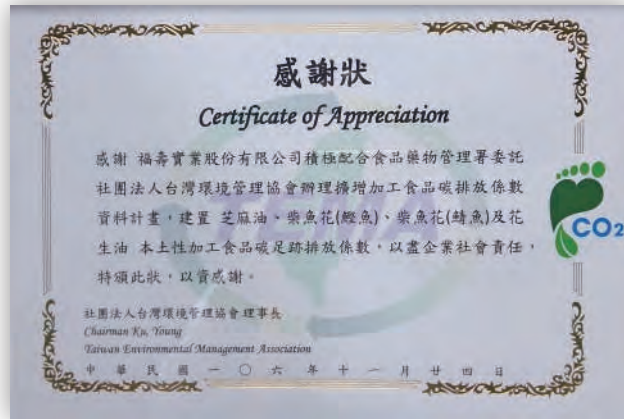 感謝狀
Certificate of Appreciation
感謝 福壽實業股份有限公司積極配合食品藥物管理署委託
社團法人台灣環境管理協會辦理擴增加工食品碳排放係數
資料計畫，建置 芝麻油、柴魚花(鰹魚)、柴魚花(鯖魚)及花
生油 本土性加工食品碳足跡排放係數，以盡企業社會責任，
特頒此狀，以資感謝。
社團法人台灣環境管理協會理事長
Chairman Ku, Young
Taiwan Environmental Management Association
中華民國一〇六年十一月廿四日
TEMA
CO2